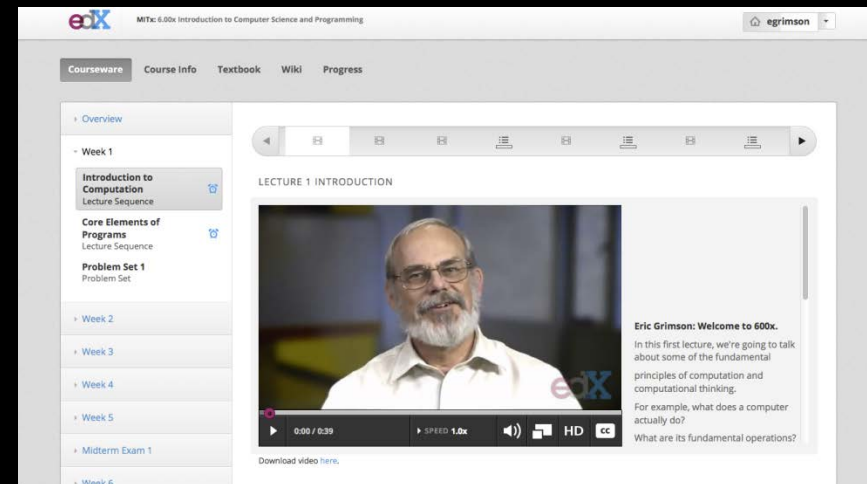 edX
MITx: 6.00x Introduction to Computer Science and Programming
egrimson
Courseware
Course Info
Textbook
Wiki
Progress
Overview
Week 1
Introduction to
Computation
Lecture Sequence
Core Elements of
Programs
Lecture Sequence
Problem Set 1
Problem Set
Week 2
Week 3
Week 4
Week 5
Midterm Exam 1
Week 6
LECTURE 1 INTRODUCTION
edX
0:00 / 0:39
SPEED 1.0x
HD
CC
Download video here.
Eric Grimson: Welcome to 600x.
In this first lecture, we're going to talk
about some of the fundamental
principles of computation and
computational thinking.
For example, what does a computer
actually do?
What are its fundamental operations?